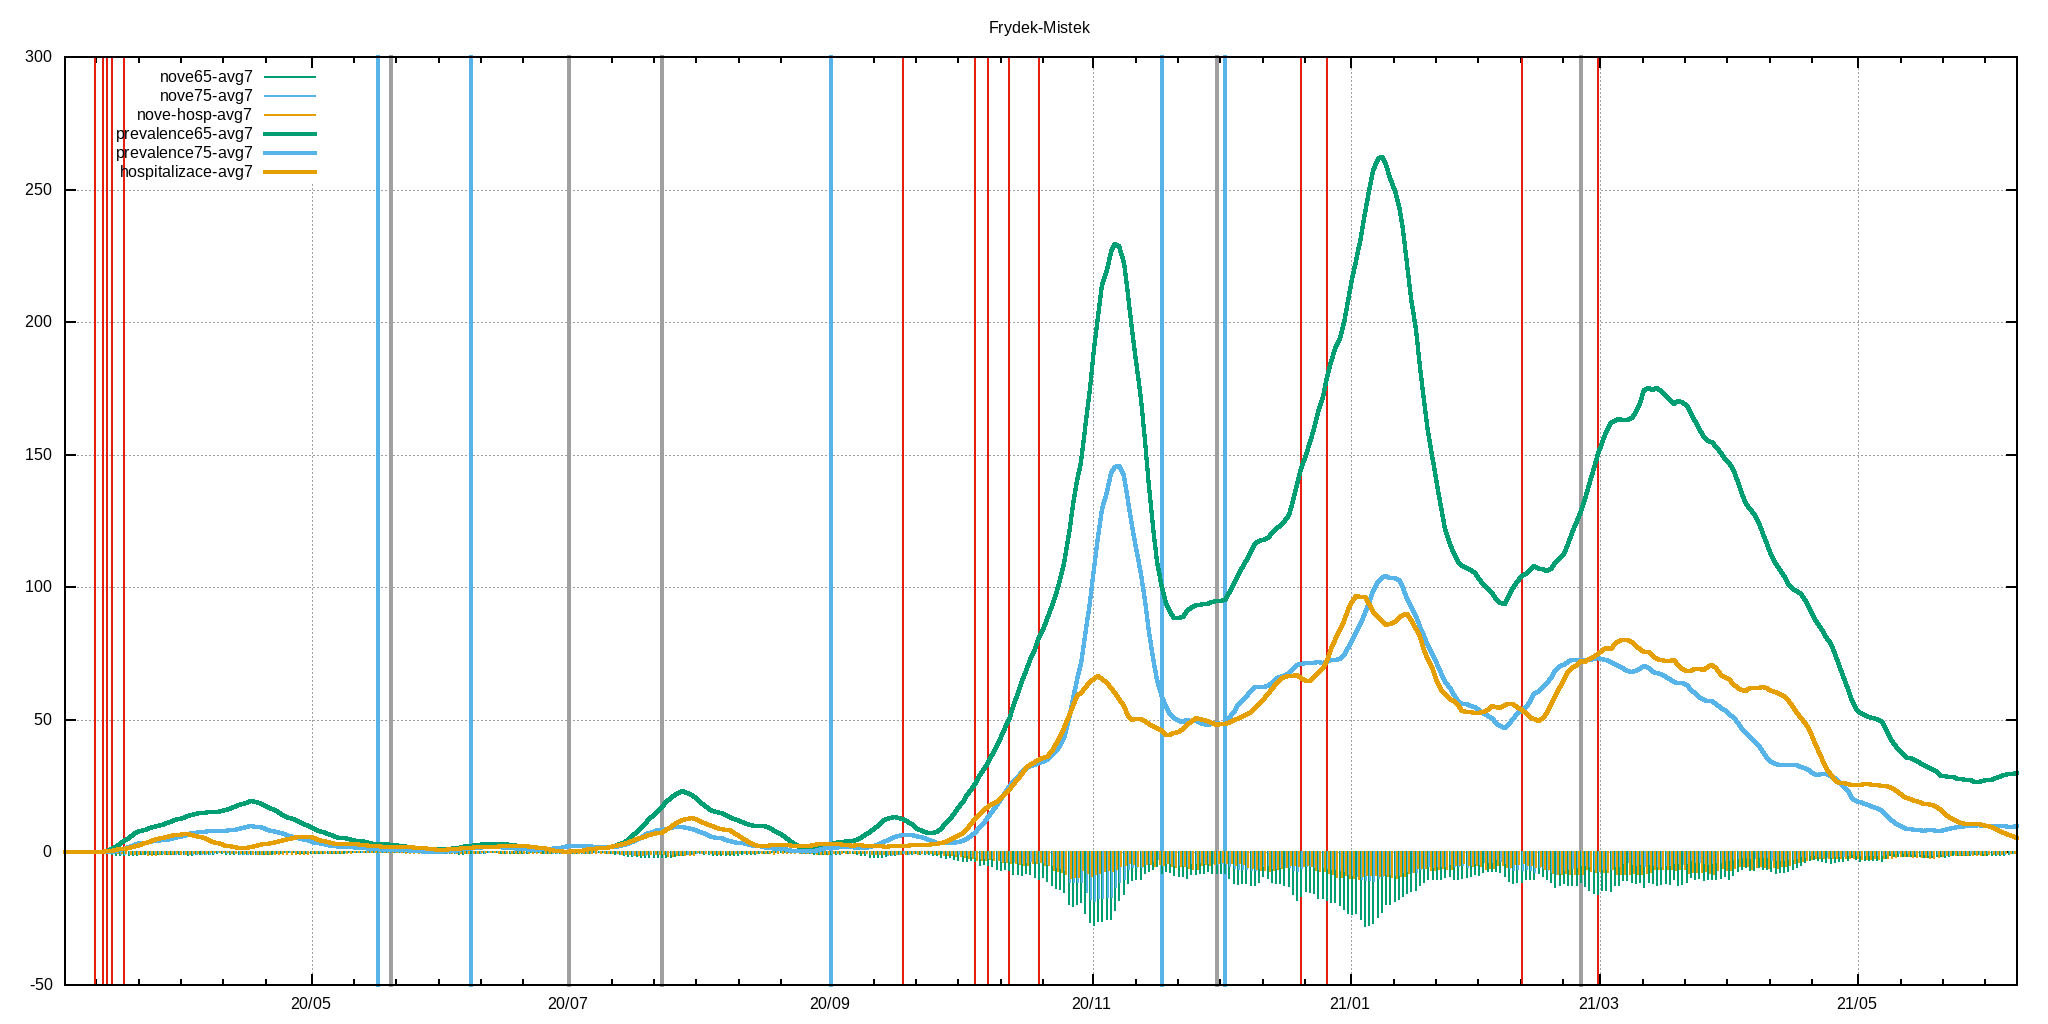 Frydek-Mistek
300
nove65-avg7
nove75-avg7
nove-hosp-avg7
prevalence65-avg7
prevalence75-avg7
hospitalizace-avg7
250
200
150
100
50
0
-50
20/05 20/07 20/09 20/11 21/01 21/03 21/05